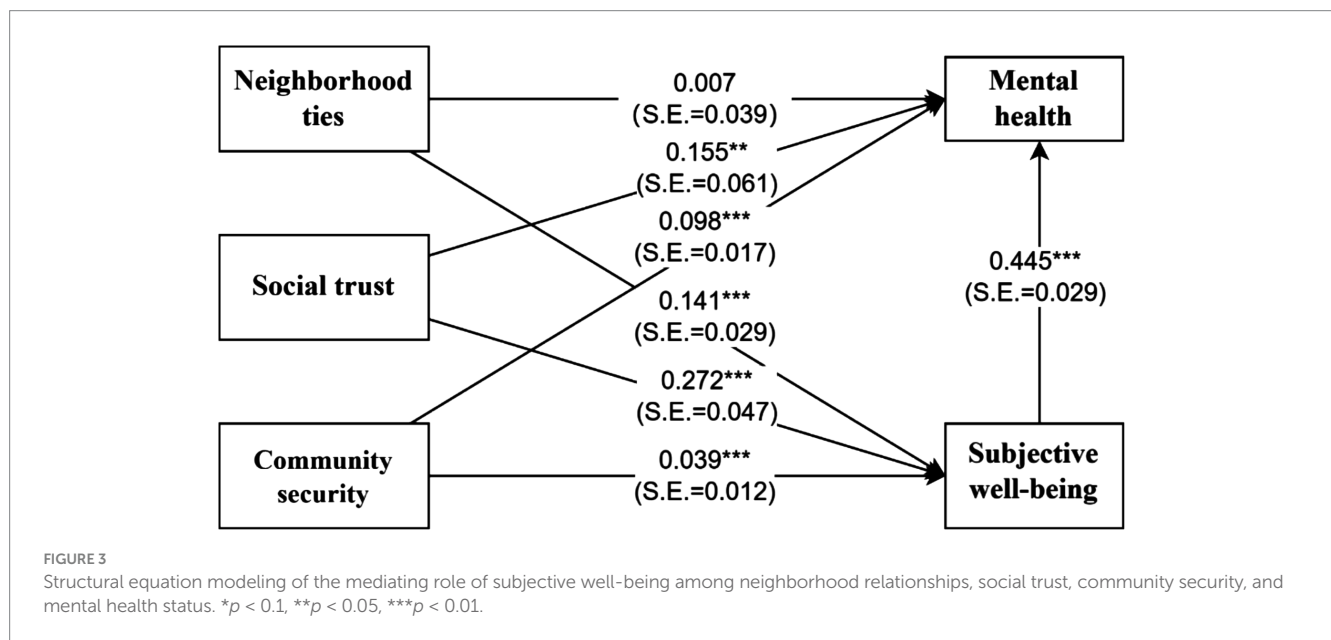 Neighborhood
ties
0.007
(S.E.=0.039)
Mental
health
0.155**
(S.E.=0.061)
Social trust
0.098***
(S.E.=0.017)
0.445***
(S.E.=0.029)
0.141***
(S.E.=0.029)
0.272***
(S.E.=0.047)
Community
security
0.039***
(S.E.=0.012)
Subjective
well-being
FIGURE 3
Structural equation modeling of the mediating role of subjective well-being among neighborhood relationships, social trust, community security, and
mental health status. *p < 0.1, **p < 0.05, ***p < 0.01.